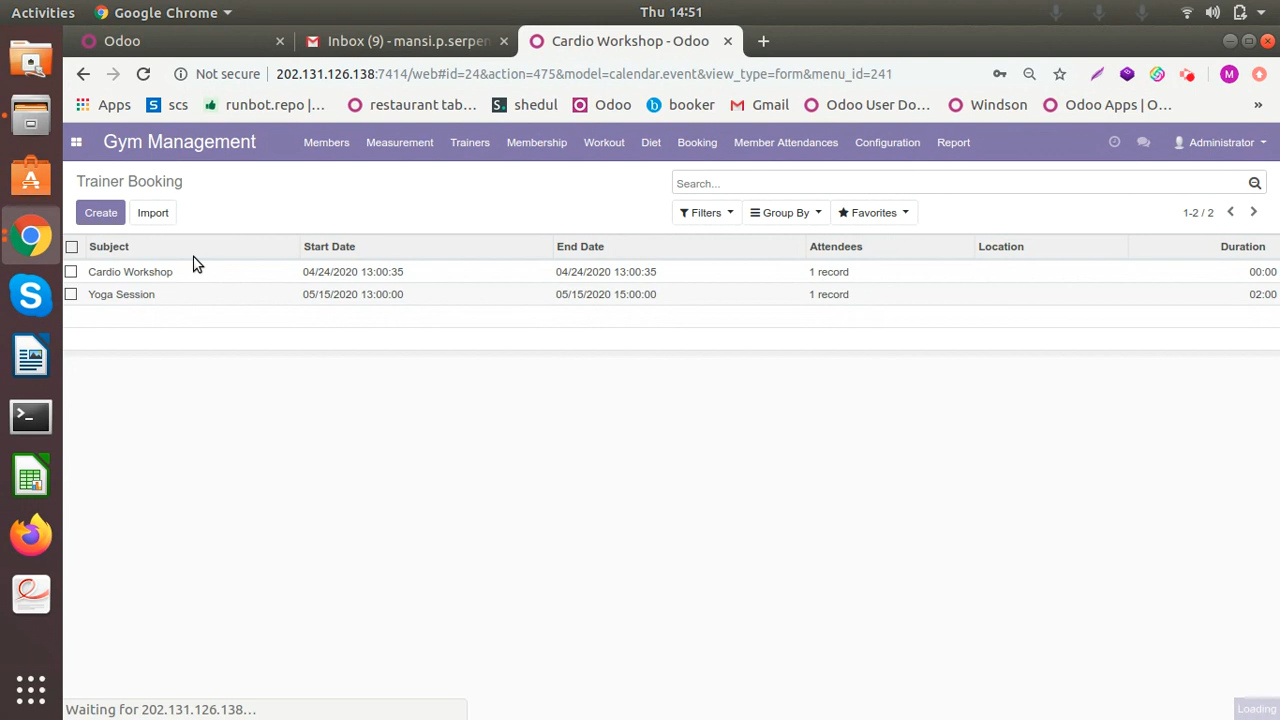 Activities Google Chrome Thu 14:51
Odoo Inbox (9) - mansi.p.serpen Cardio Workshop - Odoo
Not secure 202.131.126.138:7414/web#id=24&action=475&model=calendar.event&view_type=form&menu_id=241 M
Apps S scs runbot.repo |... restaurant tab... S. shedul Odoo b booker Gmail Odoo User Do... Windson Odoo Apps | O... »
Gym Management Members Measurement Trainers Membership Workout Diet Booking Member Attendances Configuration Report Administrator
Trainer Booking Search...
Create Import Filters Group By Favorites 1-2 / 2
Subject Start Date End Date Attendees Location Duration
Cardio Workshop 04/24/2020 13:00:35 04/24/2020 13:00:35 1 record 00:00
Yoga Session 05/15/2020 13:00:00 05/15/2020 15:00:00 1 record 02:00
Waiting for 202.131.126.138... Loading